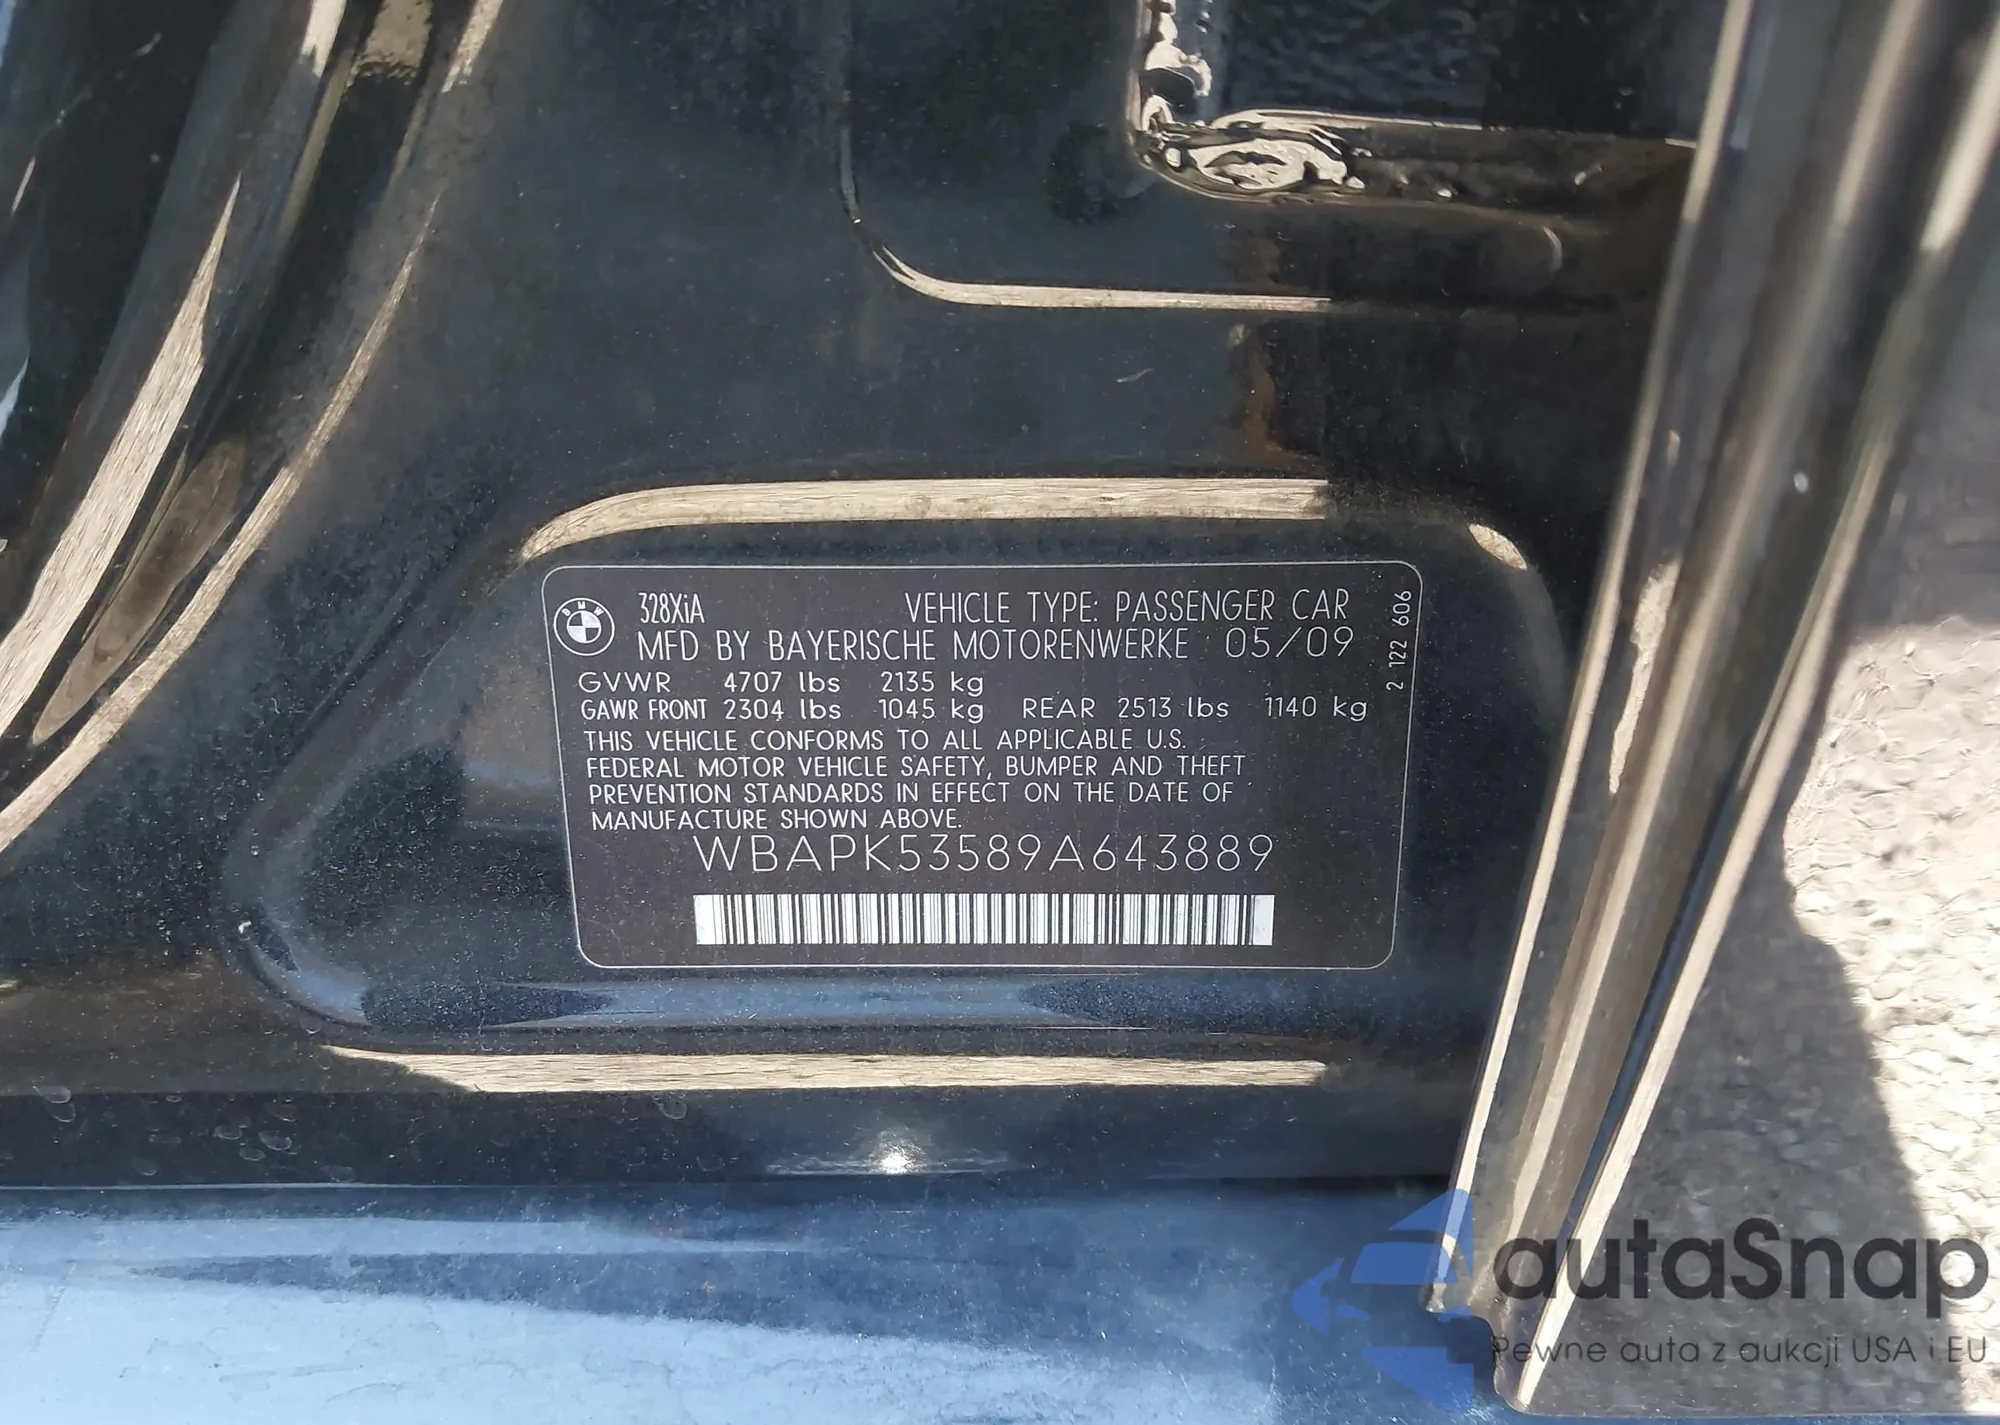 BMW
328XiA VEHICLE TYPE: PASSENGER CAR
MFD BY BAYERISCHE MOTORENWERKE 05/09
GVWR 4707 lbs 2135 kg
GAWR FRONT 2304 lbs 1045 kg REAR 2513 lbs 1140 kg
THIS VEHICLE CONFORMS TO ALL APPLICABLE U.S.
FEDERAL MOTOR VEHICLE SAFETY, BUMPER AND THEFT
PREVENTION STANDARDS IN EFFECT ON THE DATE OF
MANUFACTURE SHOWN ABOVE.
WBAPK53589A643889
2 122 606
autaSnap
Pewne auta z aukcji USA i EU